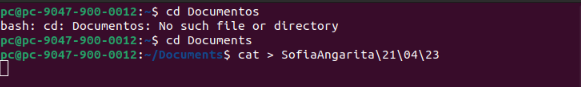 pc@pc-9047-900-0012:~$ cd Documentos
bash: cd: Documentos: No such file or directory
pc@pc-9047-900-0012:~$ cd Documents
pc@pc-9047-900-0012:~/Documents$ cat > SofiaAngarita\21\04\23